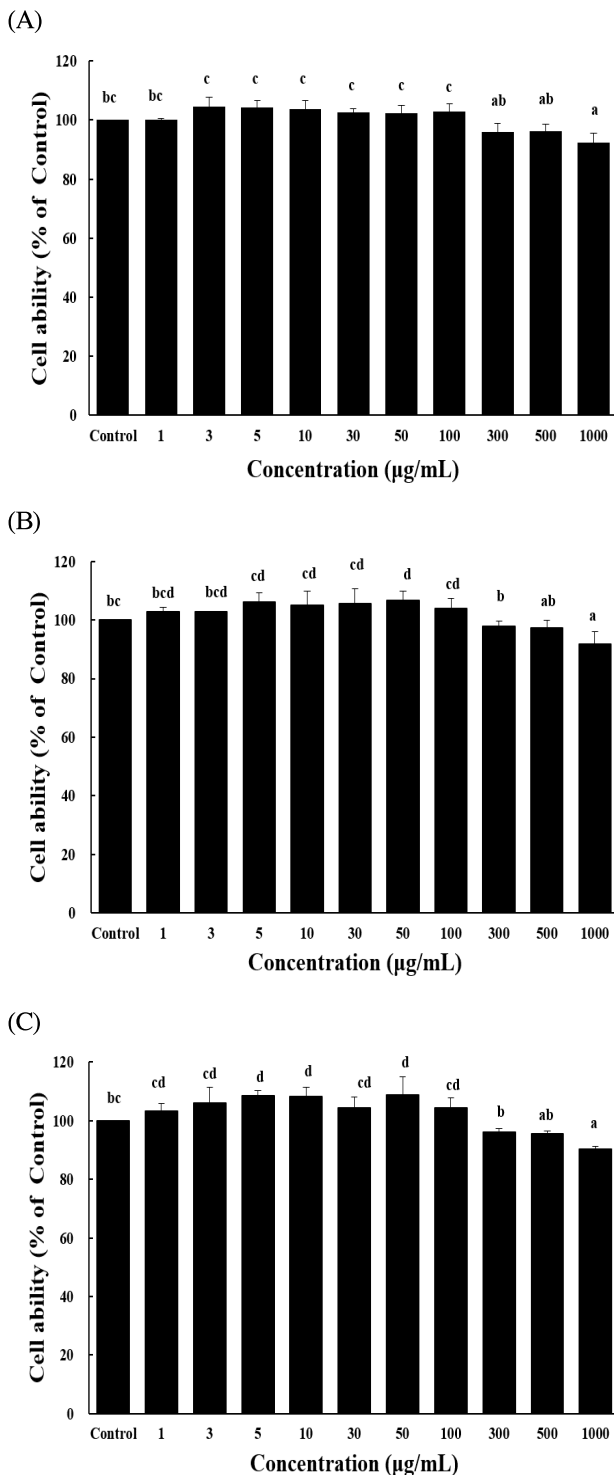 (A)
Cell ability (% of Control)
120
100
80
60
40
20
0
bc bc c c c c c c ab ab a
Control 1 3 5 10 30 50 100 300 500 1000
Concentration (μg/mL)
(B)
Cell ability (% of Control)
120
100
80
60
40
20
0
bc bcd bcd cd cd cd d cd b ab a
Control 1 3 5 10 30 50 100 300 500 1000
Concentration (μg/mL)
(C)
Cell ability (% of Control)
120
100
80
60
40
20
0
bc cd cd d d cd d cd b ab a
Control 1 3 5 10 30 50 100 300 500 1000
Concentration (μg/mL)